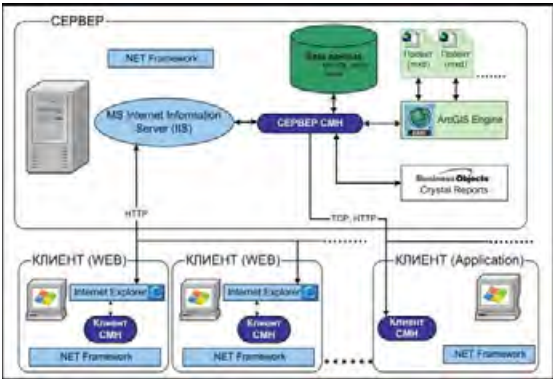 СЕРВЕР
NET Framework
База данных
Проект
(mxd)
Проект
(mxd)
MS Internet Information
Server (IIS)
СЕРВЕР СМН
ArcGIS Engine
Business Objects
Crystal Reports
HTTP
TCP, HTTP
КЛИЕНТ (WEB)
КЛИЕНТ (WEB)
КЛИЕНТ (Application)
Internet Explorer
Internet Explorer
Клиент
СМН
Клиент
СМН
Клиент
СМН
NET Framework
NET Framework
NET Framework